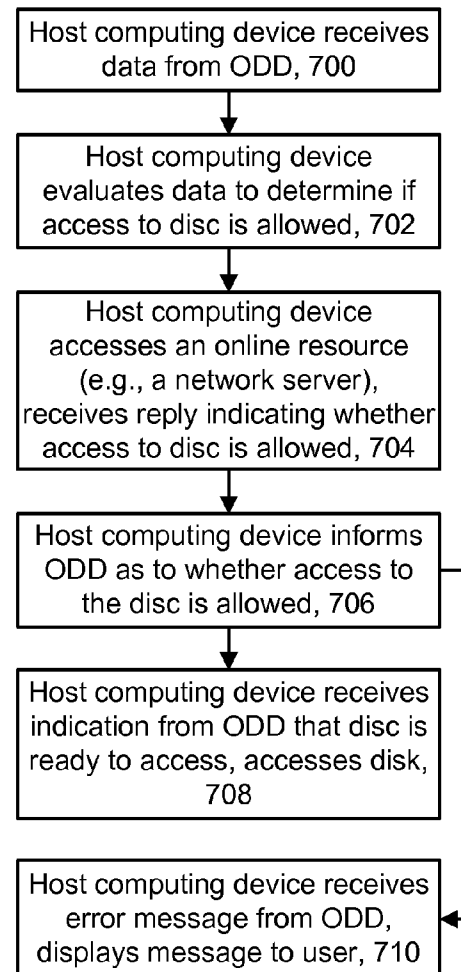 Host computing device receives
data from ODD, 700
Host computing device
evaluates data to determine if
access to disc is allowed, 702
Host computing device
accesses an online resource
(e.g., a network server),
receives reply indicating whether
access to disc is allowed, 704
Host computing device informs
ODD as to whether access to
the disc is allowed, 706
Host computing device receives
indication from ODD that disc is
ready to access, accesses disk,
708
Host computing device receives
error message from ODD,
displays message to user, 710